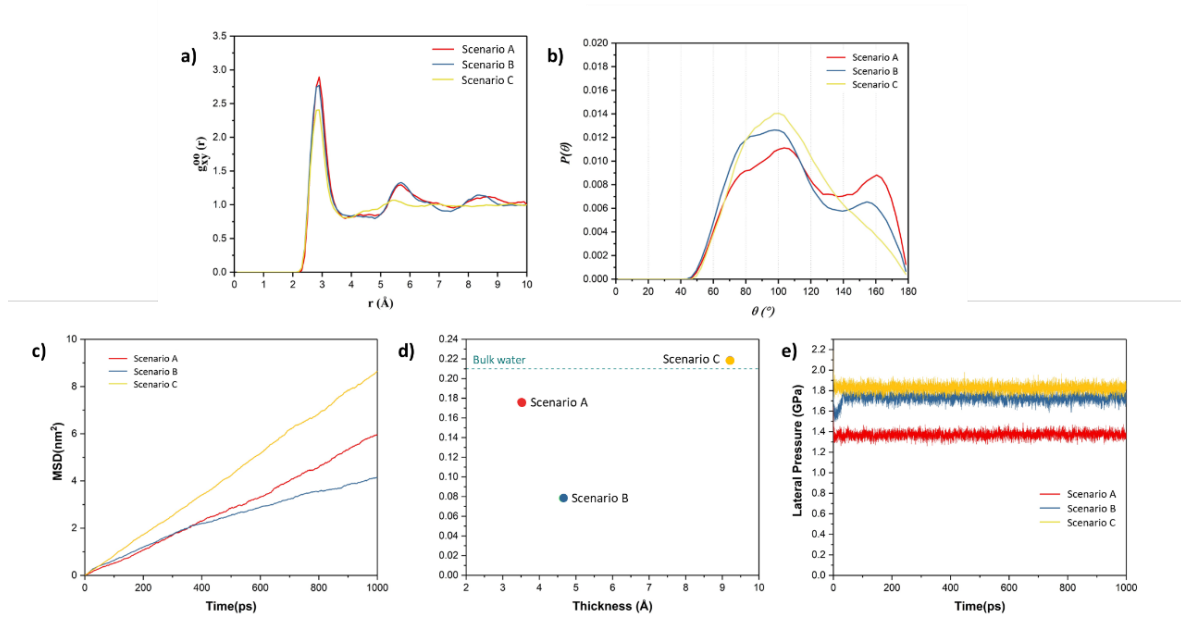 a)
3.5
3.0
2.5
2.0
1.5
1.0
0.5
0.0
0 1 2 3 4 5 6 7 8 9 10
r (Å)
g_xy^oo (r)
Scenario A
Scenario B
Scenario C
b)
0.020
0.018
0.016
0.014
0.012
0.010
0.008
0.006
0.004
0.002
0.000
0 20 40 60 80 100 120 140 160 180
θ (°)
P(θ)
Scenario A
Scenario B
Scenario C
c)
10
8
6
4
2
0
0 200 400 600 800 1000
Time(ps)
MSD(nm²)
Scenario A
Scenario B
Scenario C
d)
0.24
0.22
0.20
0.18
0.16
0.14
0.12
0.10
0.08
0.06
0.04
0.02
0.00
2 3 4 5 6 7 8 9 10
Thickness (Å)
Bulk water
Scenario C
Scenario A
Scenario B
e)
2.2
2.0
1.8
1.6
1.4
1.2
1.0
0.8
0.6
0.4
0.2
0.0
0 200 400 600 800 1000
Time(ps)
Lateral Pressure (GPa)
Scenario A
Scenario B
Scenario C